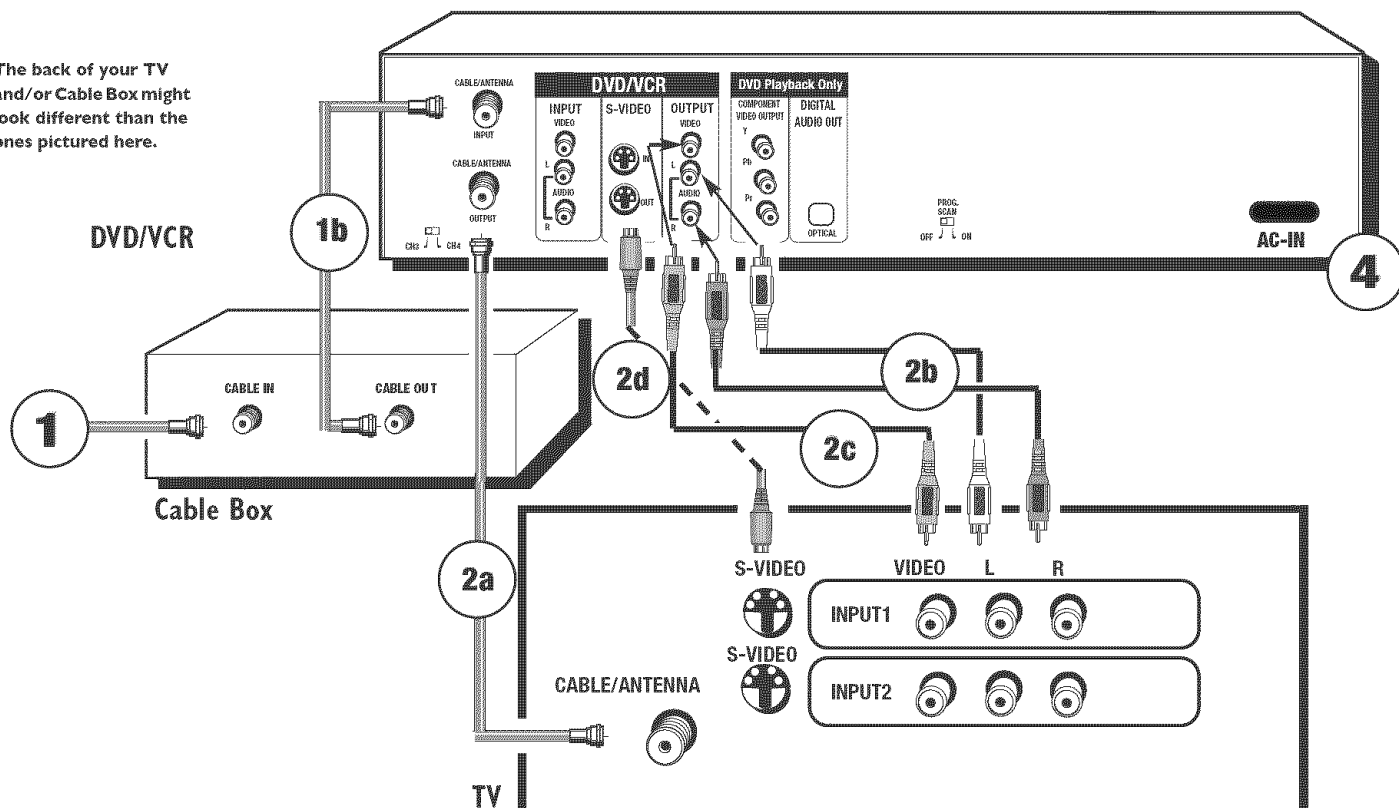 The back of your TV
and/or Cable Box might
look different than the
ones pictured here.
DVD/VCR
CABLE/ANTENNA
INPUT
CABLE/ANTENNA
OUTPUT
CH3 CH4
DVD/VCR
INPUT
VIDEO
L
AUDIO
R
S-VIDEO
IN
OUT
OUTPUT
VIDEO
L
AUDIO
R
DVD Playback Only
COMPONENT
VIDEO OUTPUT
Y
Pb
Pr
DIGITAL
AUDIO OUT
OPTICAL
PROG.
SCAN
OFF ON
AC-IN
4
1b
1
CABLE IN
CABLE OUT
Cable Box
2d
2b
2c
2a
S-VIDEO
VIDEO L R
INPUT1
S-VIDEO
INPUT2
CABLE/ANTENNA
TV